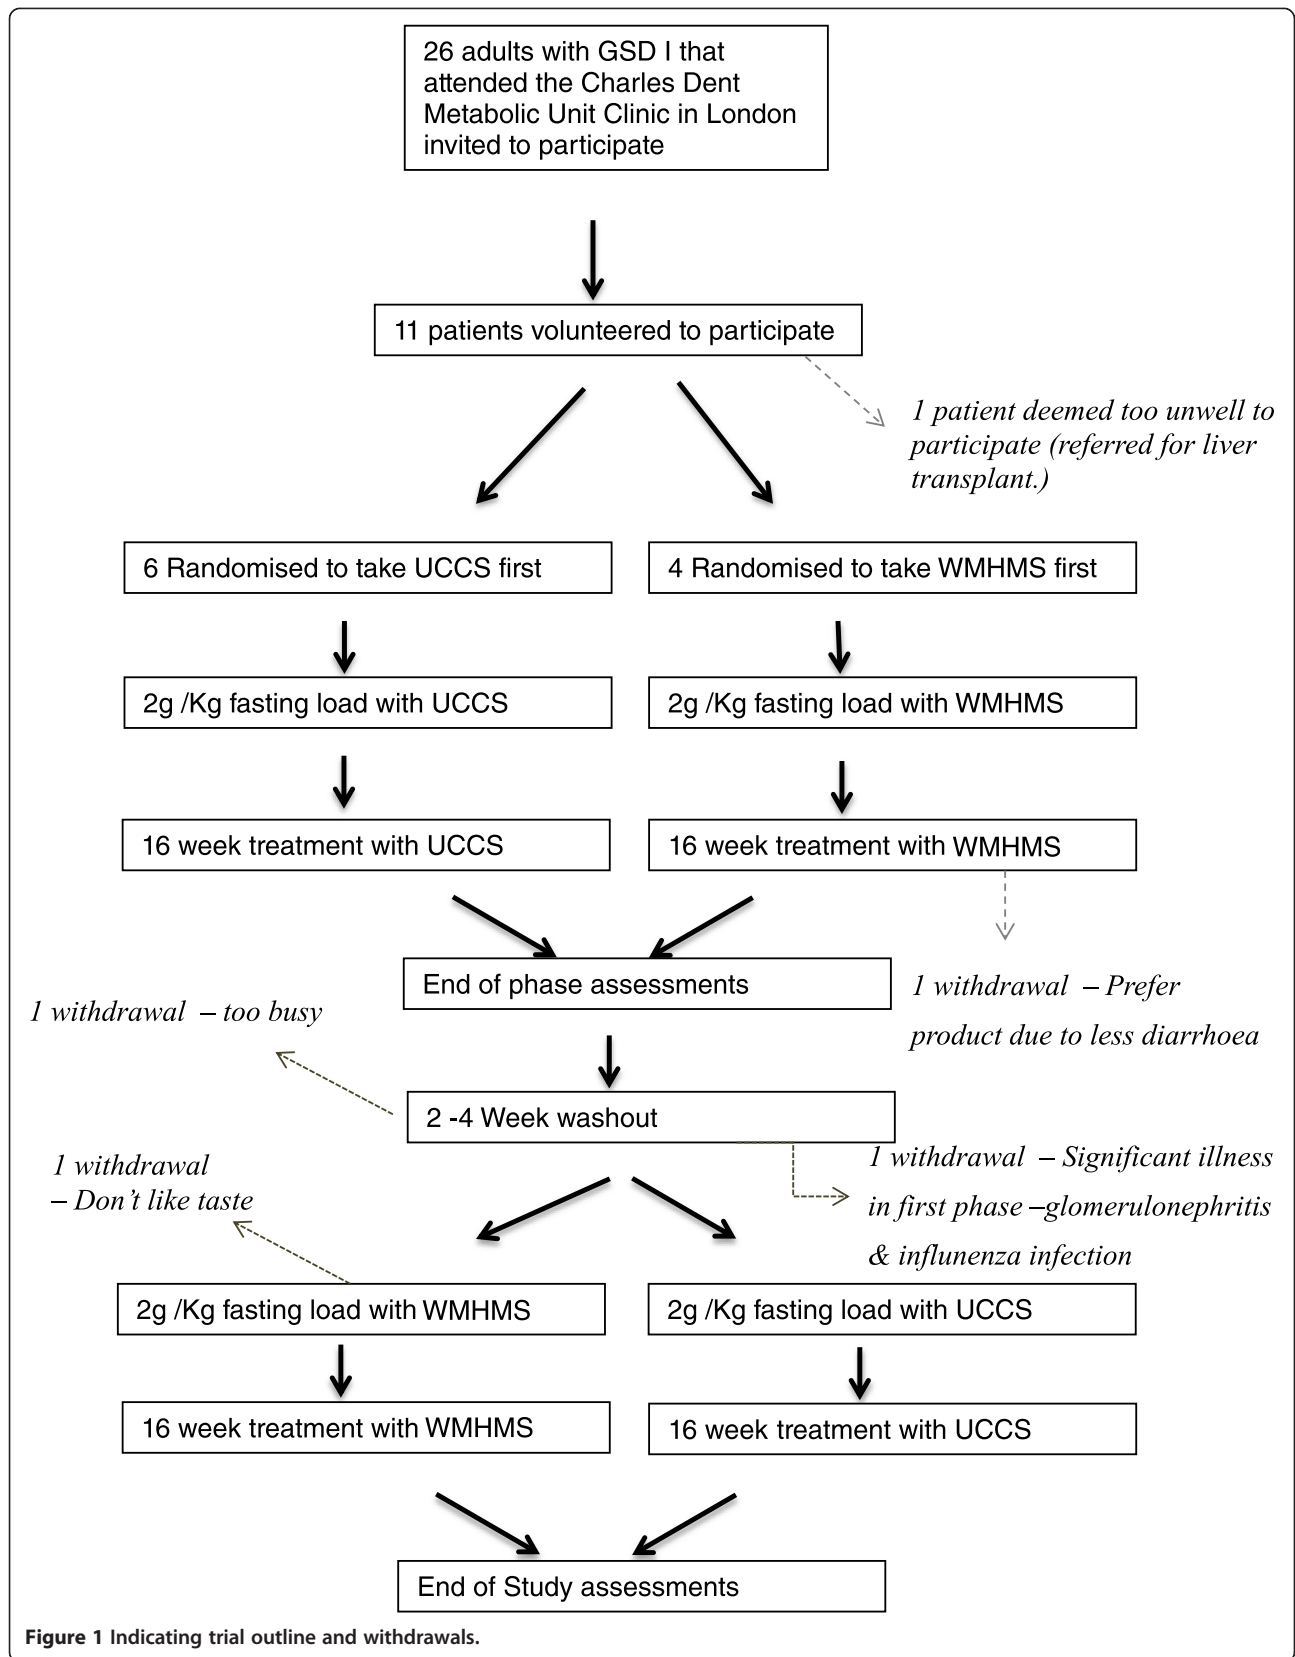 26 adults with GSD I that
attended the Charles Dent
Metabolic Unit Clinic in London
invited to participate
11 patients volunteered to participate
1 patient deemed too unwell to
participate (referred for liver
transplant.)
6 Randomised to take UCCS first
4 Randomised to take WMHMS first
2g /Kg fasting load with UCCS
2g /Kg fasting load with WMHMS
16 week treatment with UCCS
16 week treatment with WMHMS
End of phase assessments
1 withdrawal – Prefer
product due to less diarrhoea
1 withdrawal – too busy
2 -4 Week washout
1 withdrawal
– Don't like taste
1 withdrawal – Significant illness
in first phase –glomerulonephritis
& influnenza infection
2g /Kg fasting load with WMHMS
2g /Kg fasting load with UCCS
16 week treatment with WMHMS
16 week treatment with UCCS
End of Study assessments
Figure 1 Indicating trial outline and withdrawals.